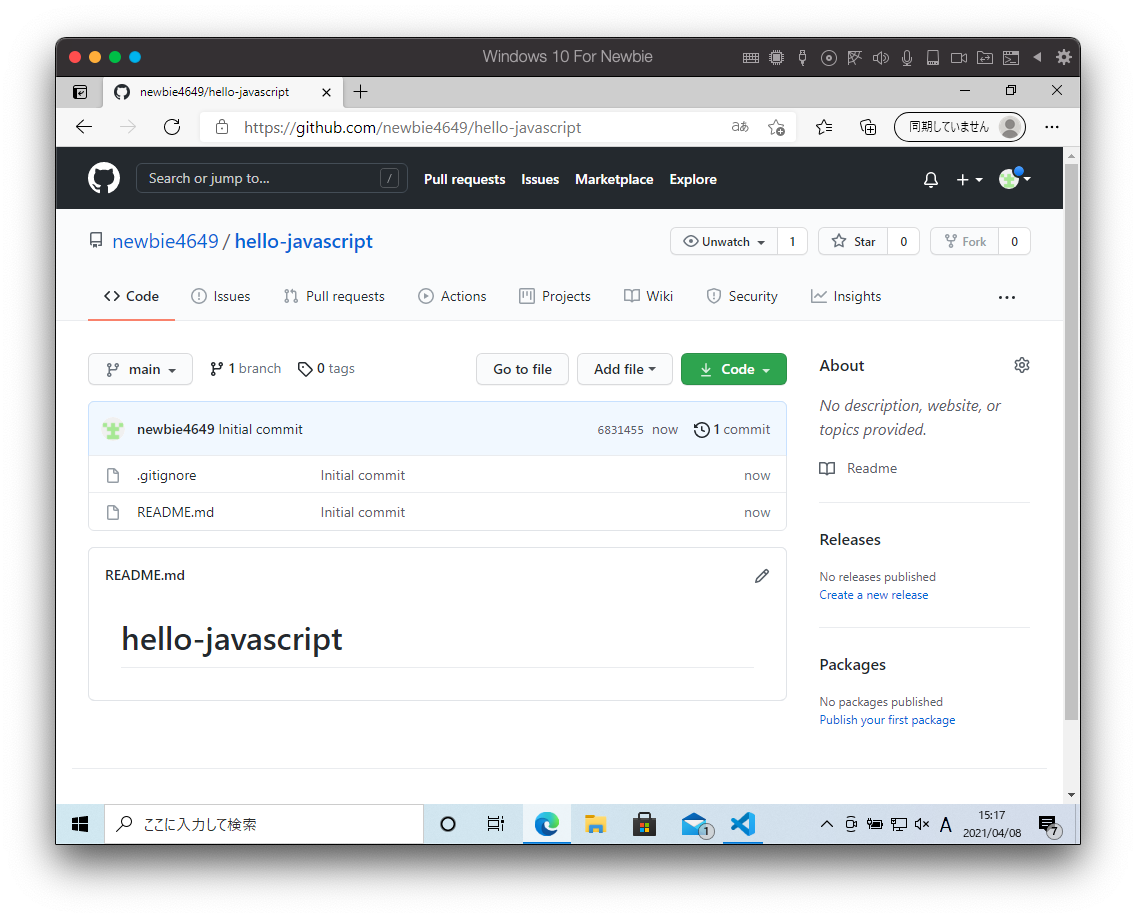 Windows 10 For Newbie
newbie4649/hello-javascript
https://github.com/newbie4649/hello-javascript
aあ
同期していません
Search or jump to...
/
Pull requests
Issues
Marketplace
Explore
newbie4649 / hello-javascript
Unwatch 1
Star 0
Fork 0
Code
Issues
Pull requests
Actions
Projects
Wiki
Security
Insights
main
1 branch
0 tags
Go to file
Add file
Code
newbie4649 Initial commit
6831455 now
1 commit
.gitignore Initial commit now
README.md Initial commit now
README.md
hello-javascript
About
No description, website, or
topics provided.
Readme
Releases
No releases published
Create a new release
Packages
No packages published
Publish your first package
ここに入力して検索
1
A
15:17
2021/04/08
7